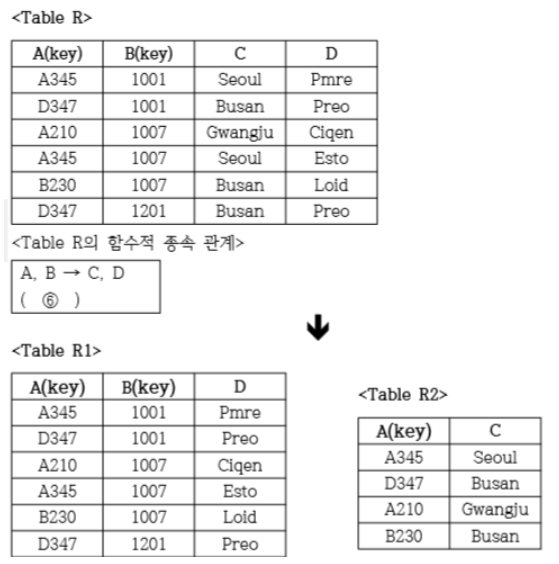 <Table R>
A(key) B(key) C D
A345 1001 Seoul Pmre
D347 1001 Busan Preo
A210 1007 Gwangju Ciqen
A345 1007 Seoul Esto
B230 1007 Busan Loid
D347 1201 Busan Preo
<Table R의 함수적 종속 관계>
A, B → C, D
( ⑥ )
<Table R1>
A(key) B(key) D
A345 1001 Pmre
D347 1001 Preo
A210 1007 Ciqen
A345 1007 Esto
B230 1007 Loid
D347 1201 Preo
<Table R2>
A(key) C
A345 Seoul
D347 Busan
A210 Gwangju
B230 Busan